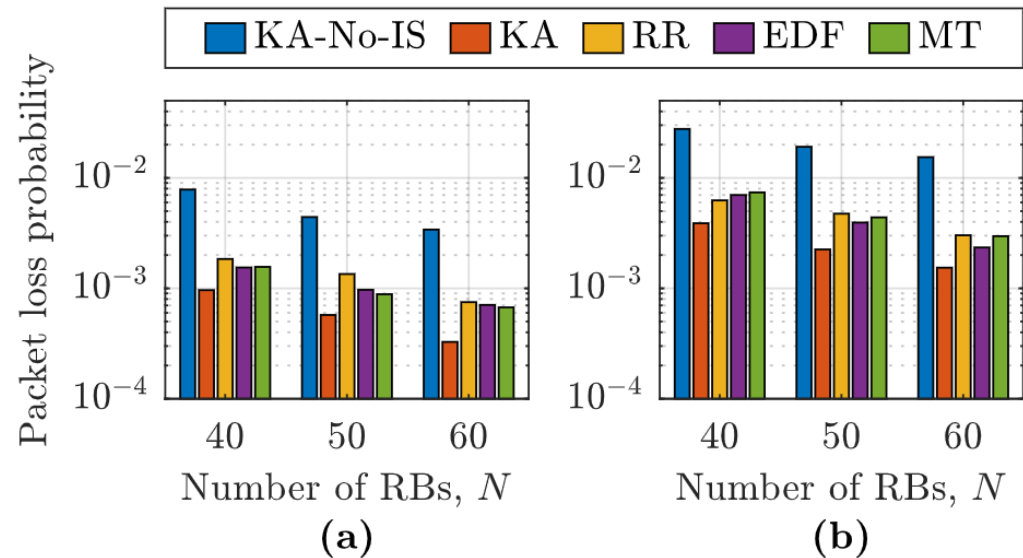 KA-No-IS KA RR EDF MT
Packet loss probability
10^-2
10^-3
10^-4
40 50 60
Number of RBs, N
(a)
10^-2
10^-3
10^-4
40 50 60
Number of RBs, N
(b)